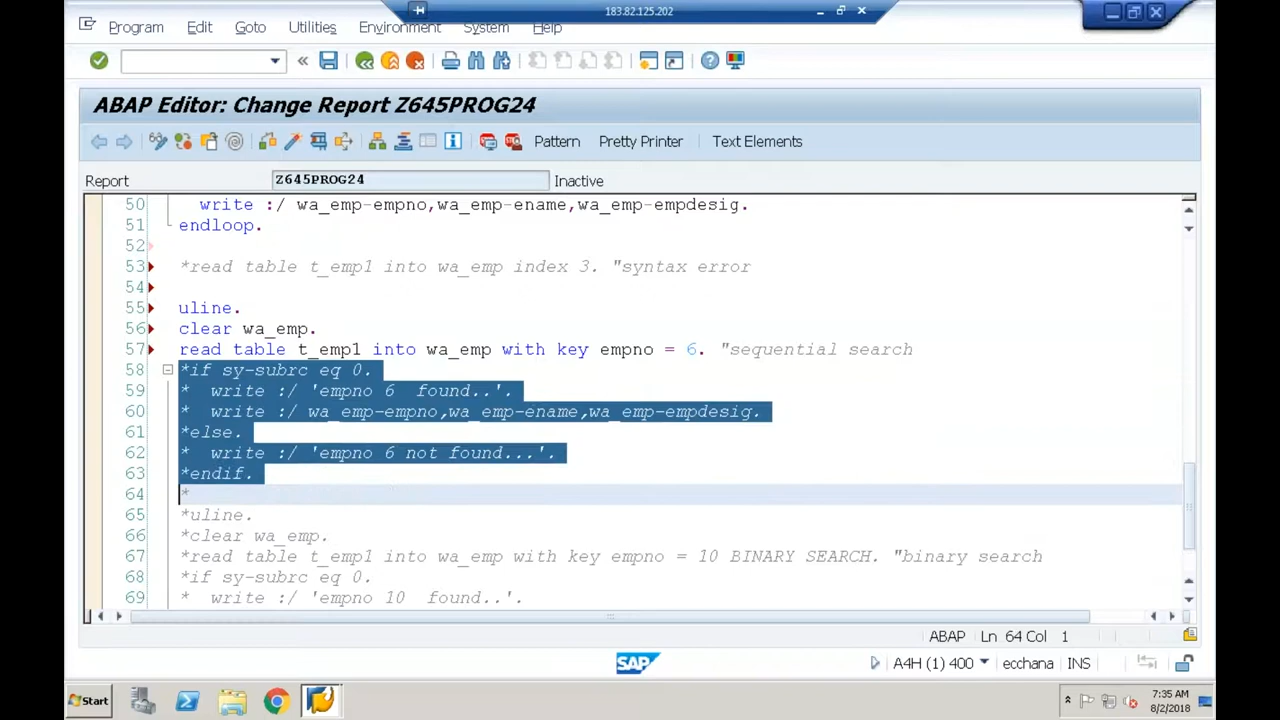 183.82.125.202
Program Edit Goto Utilities Environment System Help
ABAP Editor: Change Report Z645PROG24
Pattern Pretty Printer Text Elements
Report Z645PROG24 Inactive
50 write :/ wa_emp-empno,wa_emp-ename,wa_emp-empdesig.
51 endloop.
52
53 *read table t_emp1 into wa_emp index 3. "syntax error
54
55 uline.
56 clear wa_emp.
57 read table t_emp1 into wa_emp with key empno = 6. "sequential search
58 *if sy-subrc eq 0.
59 * write :/ 'empno 6 found..'.
60 * write :/ wa_emp-empno,wa_emp-ename,wa_emp-empdesig.
61 *else.
62 * write :/ 'empno 6 not found...'.
63 *endif.
64 *
65 *uline.
66 *clear wa_emp.
67 *read table t_emp1 into wa_emp with key empno = 10 BINARY SEARCH. "binary search
68 *if sy-subrc eq 0.
69 * write :/ 'empno 10 found..'.
ABAP Ln 64 Col 1
SAP A4H (1) 400 ecchana INS
Start 7:35 AM
8/2/2018